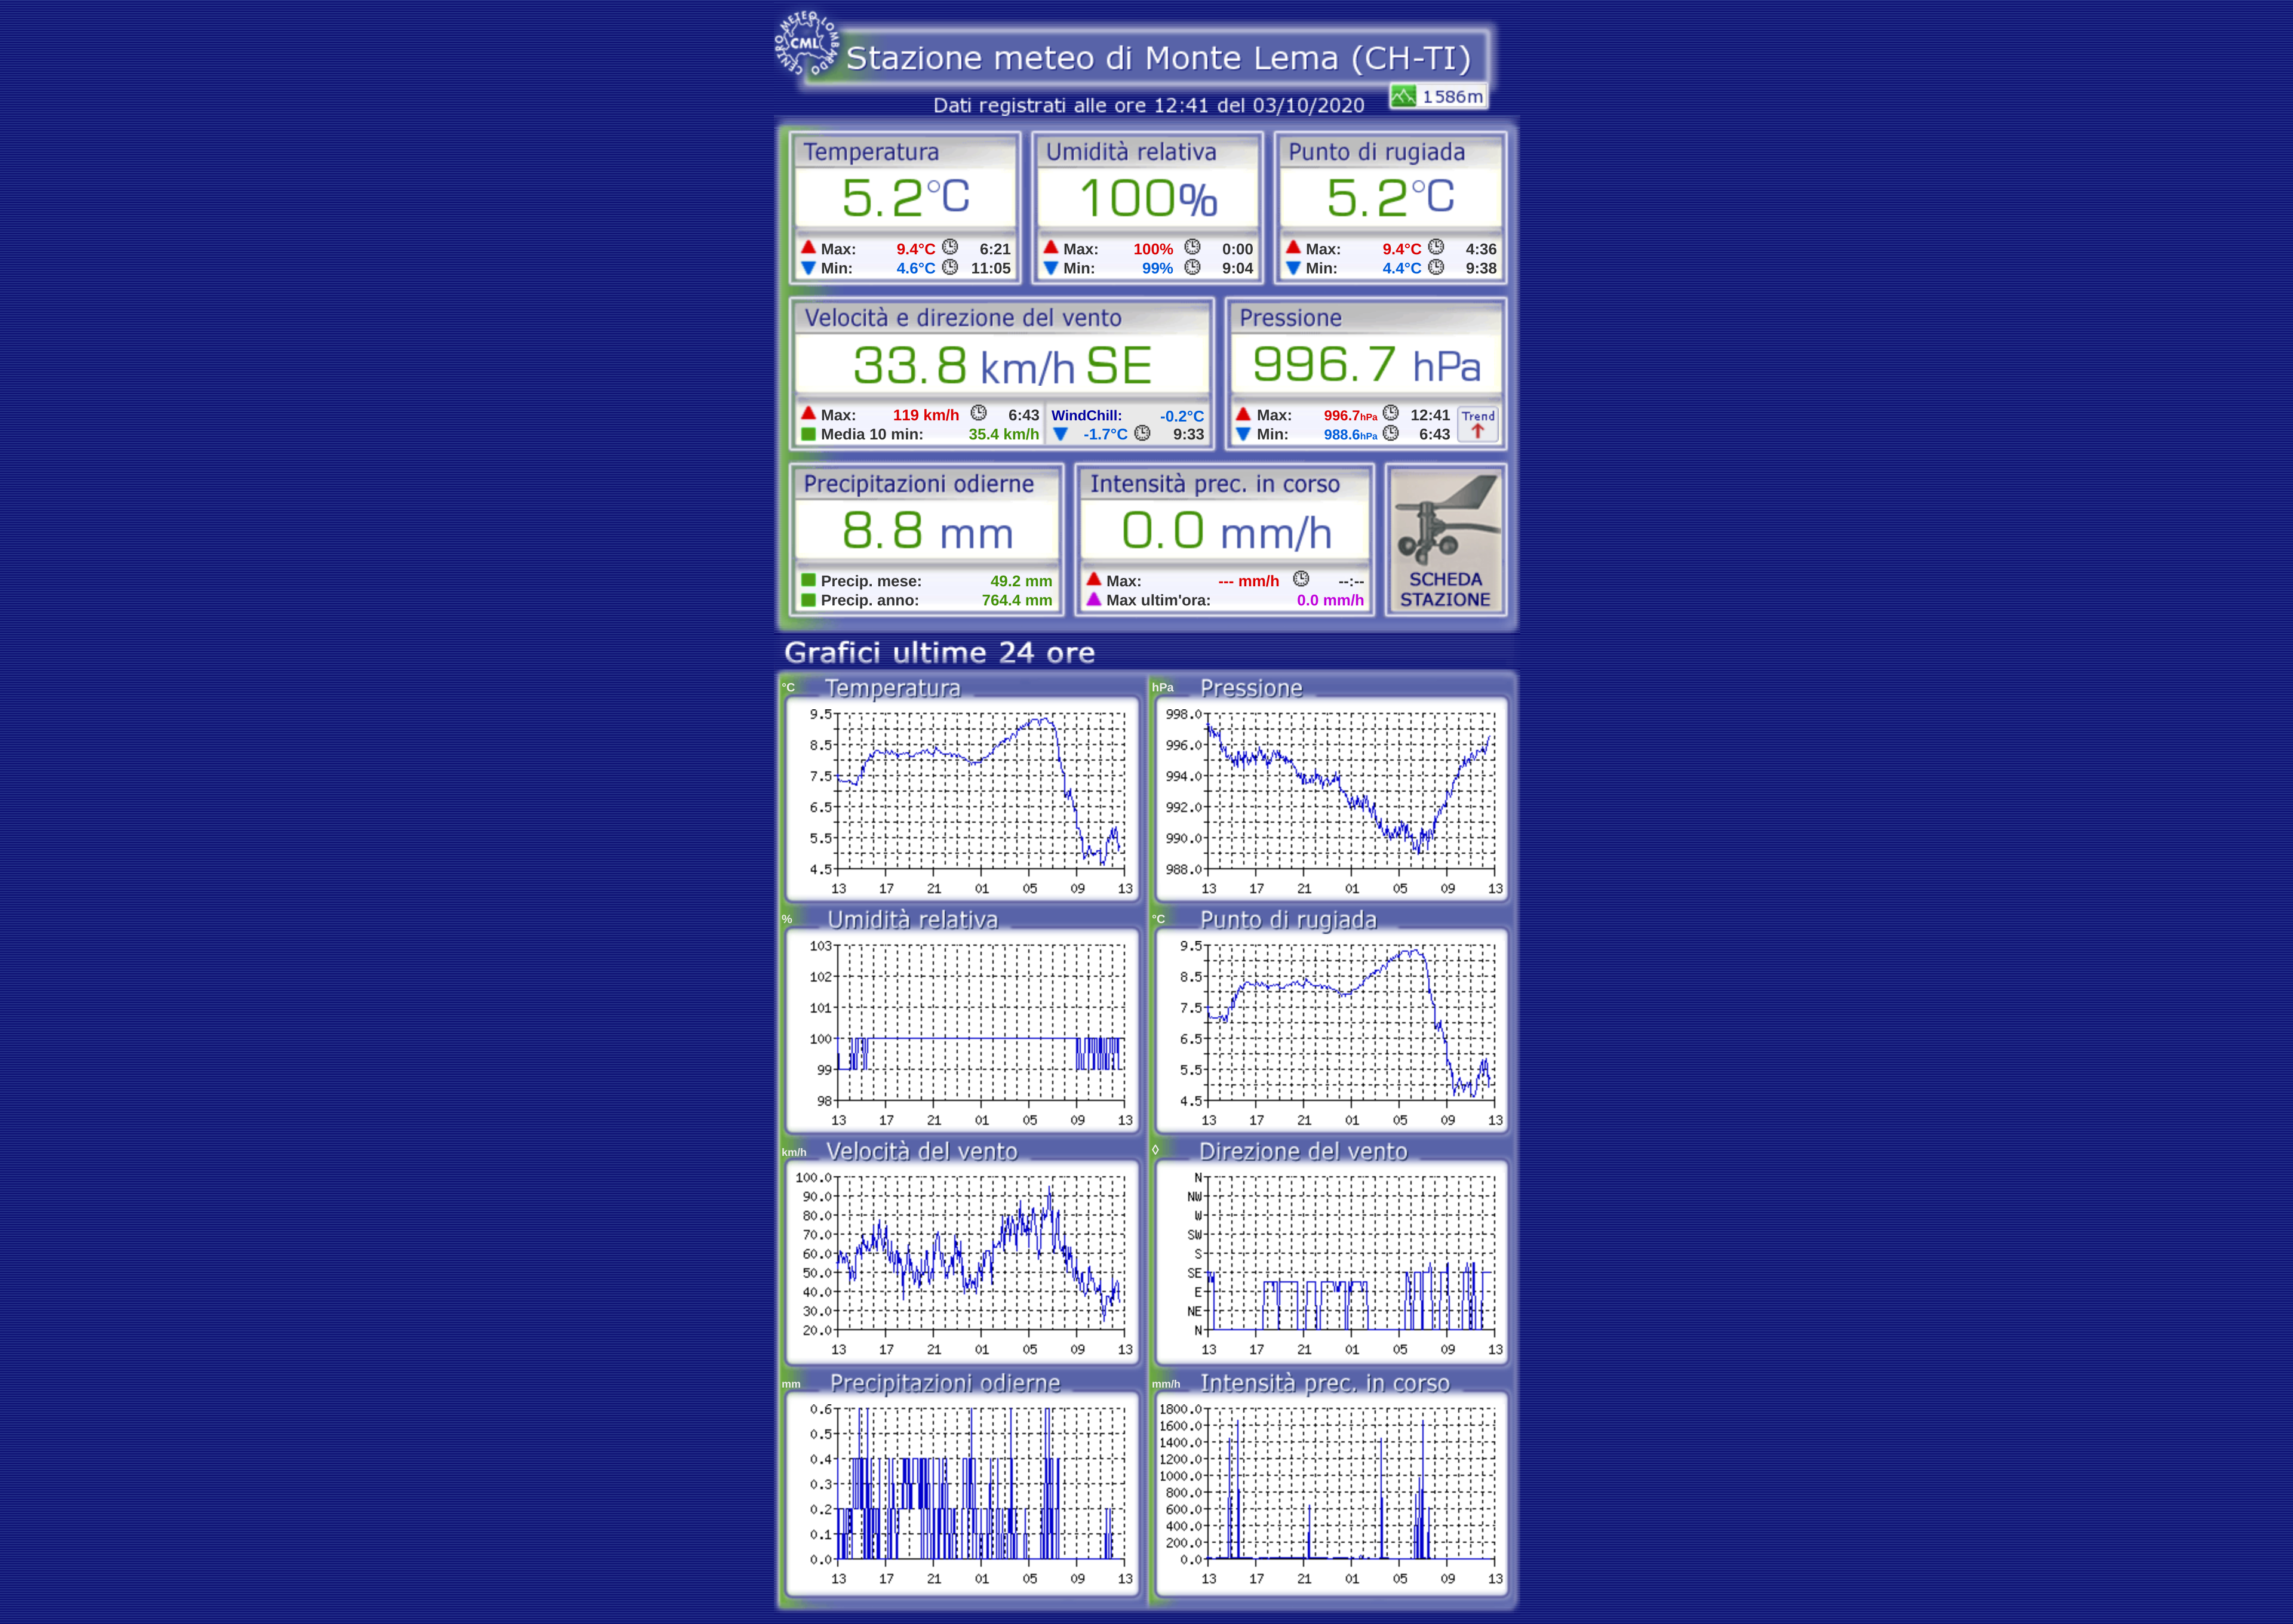 CENTRO METEO LOMBARDO
CML
Stazione meteo di Monte Lema (CH-TI)
1586m
Dati registrati alle ore 12:41 del 03/10/2020
Temperatura
5.2°C
Max: 9.4°C 6:21
Min: 4.6°C 11:05
Umidità relativa
100%
Max: 100% 0:00
Min: 99% 9:04
Punto di rugiada
5.2°C
Max: 9.4°C 4:36
Min: 4.4°C 9:38
Velocità e direzione del vento
33.8 km/h SE
Max: 119 km/h 6:43
Media 10 min: 35.4 km/h
WindChill: -0.2°C
-1.7°C 9:33
Pressione
996.7 hPa
Max: 996.7hPa 12:41
Min: 988.6hPa 6:43
Trend
Precipitazioni odierne
8.8 mm
Precip. mese: 49.2 mm
Precip. anno: 764.4 mm
Intensità prec. in corso
0.0 mm/h
Max: --- mm/h --:--
Max ultim'ora: 0.0 mm/h
SCHEDA
STAZIONE
Grafici ultime 24 ore
°C Temperatura
9.5
8.5
7.5
6.5
5.5
4.5
13 17 21 01 05 09 13
hPa Pressione
998.0
996.0
994.0
992.0
990.0
988.0
13 17 21 01 05 09 13
% Umidità relativa
103
102
101
100
99
98
13 17 21 01 05 09 13
°C Punto di rugiada
9.5
8.5
7.5
6.5
5.5
4.5
13 17 21 01 05 09 13
km/h Velocità del vento
100.0
90.0
80.0
70.0
60.0
50.0
40.0
30.0
20.0
13 17 21 01 05 09 13
◊ Direzione del vento
N
NW
W
SW
S
SE
E
NE
N
13 17 21 01 05 09 13
mm Precipitazioni odierne
0.6
0.5
0.4
0.3
0.2
0.1
0.0
13 17 21 01 05 09 13
mm/h Intensità prec. in corso
1800.0
1600.0
1400.0
1200.0
1000.0
800.0
600.0
400.0
200.0
0.0
13 17 21 01 05 09 13